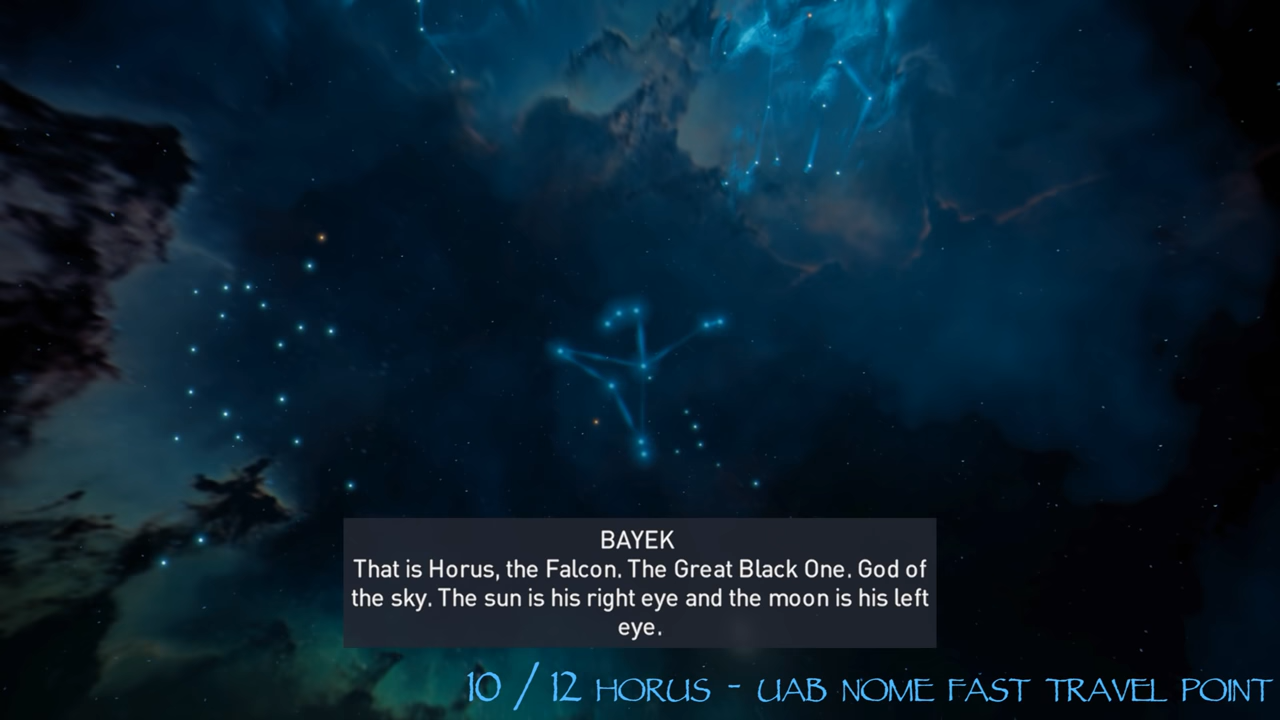 BAYEK
That is Horus, the Falcon. The Great Black One. God of
the sky. The sun is his right eye and the moon is his left
eye.
10 / 12 HORUS - UAB NOME FAST TRAVEL POINT